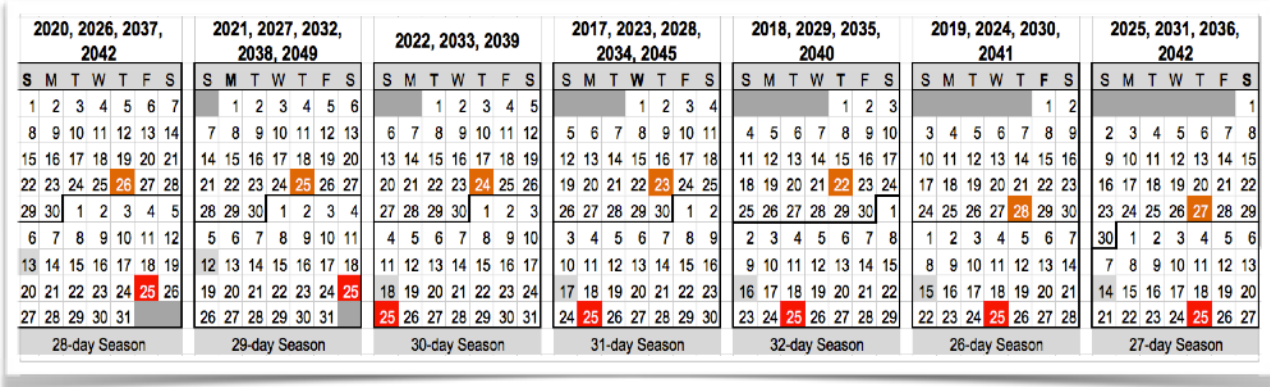 2020, 2026, 2037,
2042
S M T W T F S
1 2 3 4 5 6 7
8 9 10 11 12 13 14
15 16 17 18 19 20 21
22 23 24 25 26 27 28
29 30 1 2 3 4 5
6 7 8 9 10 11 12
13 14 15 16 17 18 19
20 21 22 23 24 25 26
27 28 29 30 31
28-day Season
2021, 2027, 2032,
2038, 2049
S M T W T F S
1 2 3 4 5 6
7 8 9 10 11 12 13
14 15 16 17 18 19 20
21 22 23 24 25 26 27
28 29 30 1 2 3 4
5 6 7 8 9 10 11
12 13 14 15 16 17 18
19 20 21 22 23 24 25
26 27 28 29 30 31
29-day Season
2022, 2033, 2039
S M T W T F S
1 2 3 4 5
6 7 8 9 10 11 12
13 14 15 16 17 18 19
20 21 22 23 24 25 26
27 28 29 30 1 2 3
4 5 6 7 8 9 10
11 12 13 14 15 16 17
18 19 20 21 22 23 24
25 26 27 28 29 30 31
30-day Season
2017, 2023, 2028,
2034, 2045
S M T W T F S
1 2 3 4
5 6 7 8 9 10 11
12 13 14 15 16 17 18
19 20 21 22 23 24 25
26 27 28 29 30 1 2
3 4 5 6 7 8 9
10 11 12 13 14 15 16
17 18 19 20 21 22 23
24 25 26 27 28 29 30
31-day Season
2018, 2029, 2035,
2040
S M T W T F S
1 2 3
4 5 6 7 8 9 10
11 12 13 14 15 16 17
18 19 20 21 22 23 24
25 26 27 28 29 30 1
2 3 4 5 6 7 8
9 10 11 12 13 14 15
16 17 18 19 20 21 22
23 24 25 26 27 28 29
32-day Season
2019, 2024, 2030,
2041
S M T W T F S
1 2
3 4 5 6 7 8 9
10 11 12 13 14 15 16
17 18 19 20 21 22 23
24 25 26 27 28 29 30
1 2 3 4 5 6 7
8 9 10 11 12 13 14
15 16 17 18 19 20 21
22 23 24 25 26 27 28
26-day Season
2025, 2031, 2036,
2042
S M T W T F S
1
2 3 4 5 6 7 8
9 10 11 12 13 14 15
16 17 18 19 20 21 22
23 24 25 26 27 28 29
30 1 2 3 4 5 6
7 8 9 10 11 12 13
14 15 16 17 18 19 20
21 22 23 24 25 26 27
27-day Season